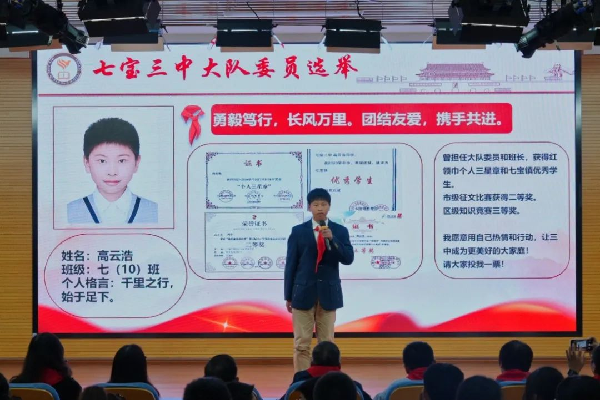 七宝三中大队委员选举
勇毅笃行，长风万里。团结友爱，携手共进。
证书
"个人三星章"
优秀学生
荣誉证书
曾担任大队委员和班长，获得红
领巾个人三星章和七宝镇优秀学
生。
市级征文比赛获得二等奖。
区级知识竞赛三等奖。
我愿意用自己热情和行动，让三
中成为更美好的大家庭！
请大家投我一票！
姓名：高云浩
班级：七（10）班
个人格言：千里之行，
始于足下。